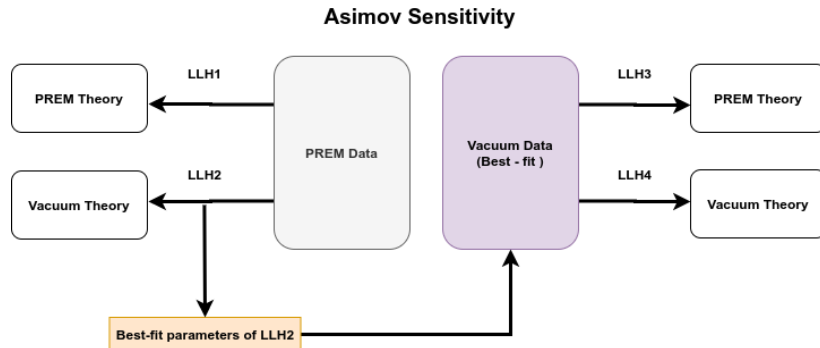 Asimov Sensitivity
LLH1
PREM Theory
LLH2
Vacuum Theory
PREM Data
Vacuum Data
(Best - fit )
LLH3
PREM Theory
LLH4
Vacuum Theory
Best-fit parameters of LLH2